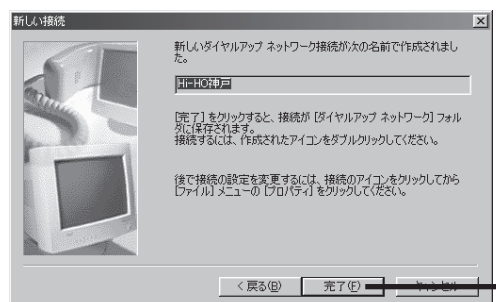 新しい接続
新しいダイヤルアップ ネットワーク接続が次の名前で作成されまし
た。
Hi-HO神戸
[完了] をクリックすると、接続が [ダイヤルアップ ネットワーク] フォル
ダに保存されます。
接続するには、作成されたアイコンをダブルクリックしてください。
後で接続の設定を変更するには、接続のアイコンをクリックしてから
[ファイル] メニューの [プロパティ] をクリックしてください。
< 戻る(B)
完了(F)
キャンセル